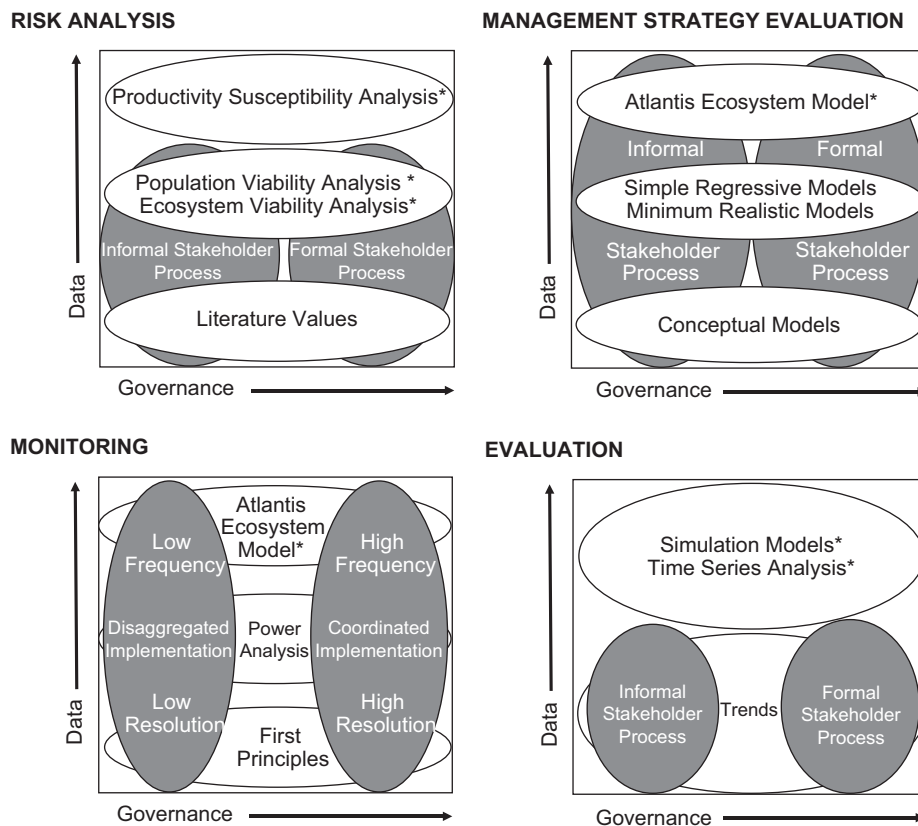 RISK ANALYSIS
Productivity Susceptibility Analysis*
Population Viability Analysis *
Ecosystem Viability Analysis*
Informal Stakeholder
Process
Formal Stakeholder
Process
Literature Values
Data
Governance
MANAGEMENT STRATEGY EVALUATION
Atlantis Ecosystem Model*
Informal
Formal
Simple Regressive Models
Minimum Realistic Models
Stakeholder
Process
Stakeholder
Process
Conceptual Models
Data
Governance
MONITORING
Atlantis
Ecosystem
Model*
Low
Frequency
High
Frequency
Disaggregated
Implementation
Power
Analysis
Coordinated
Implementation
Low
Resolution
High
Resolution
First
Principles
Data
Governance
EVALUATION
Simulation Models*
Time Series Analysis*
Informal
Stakeholder
Process
Trends
Formal
Stakeholder
Process
Data
Governance